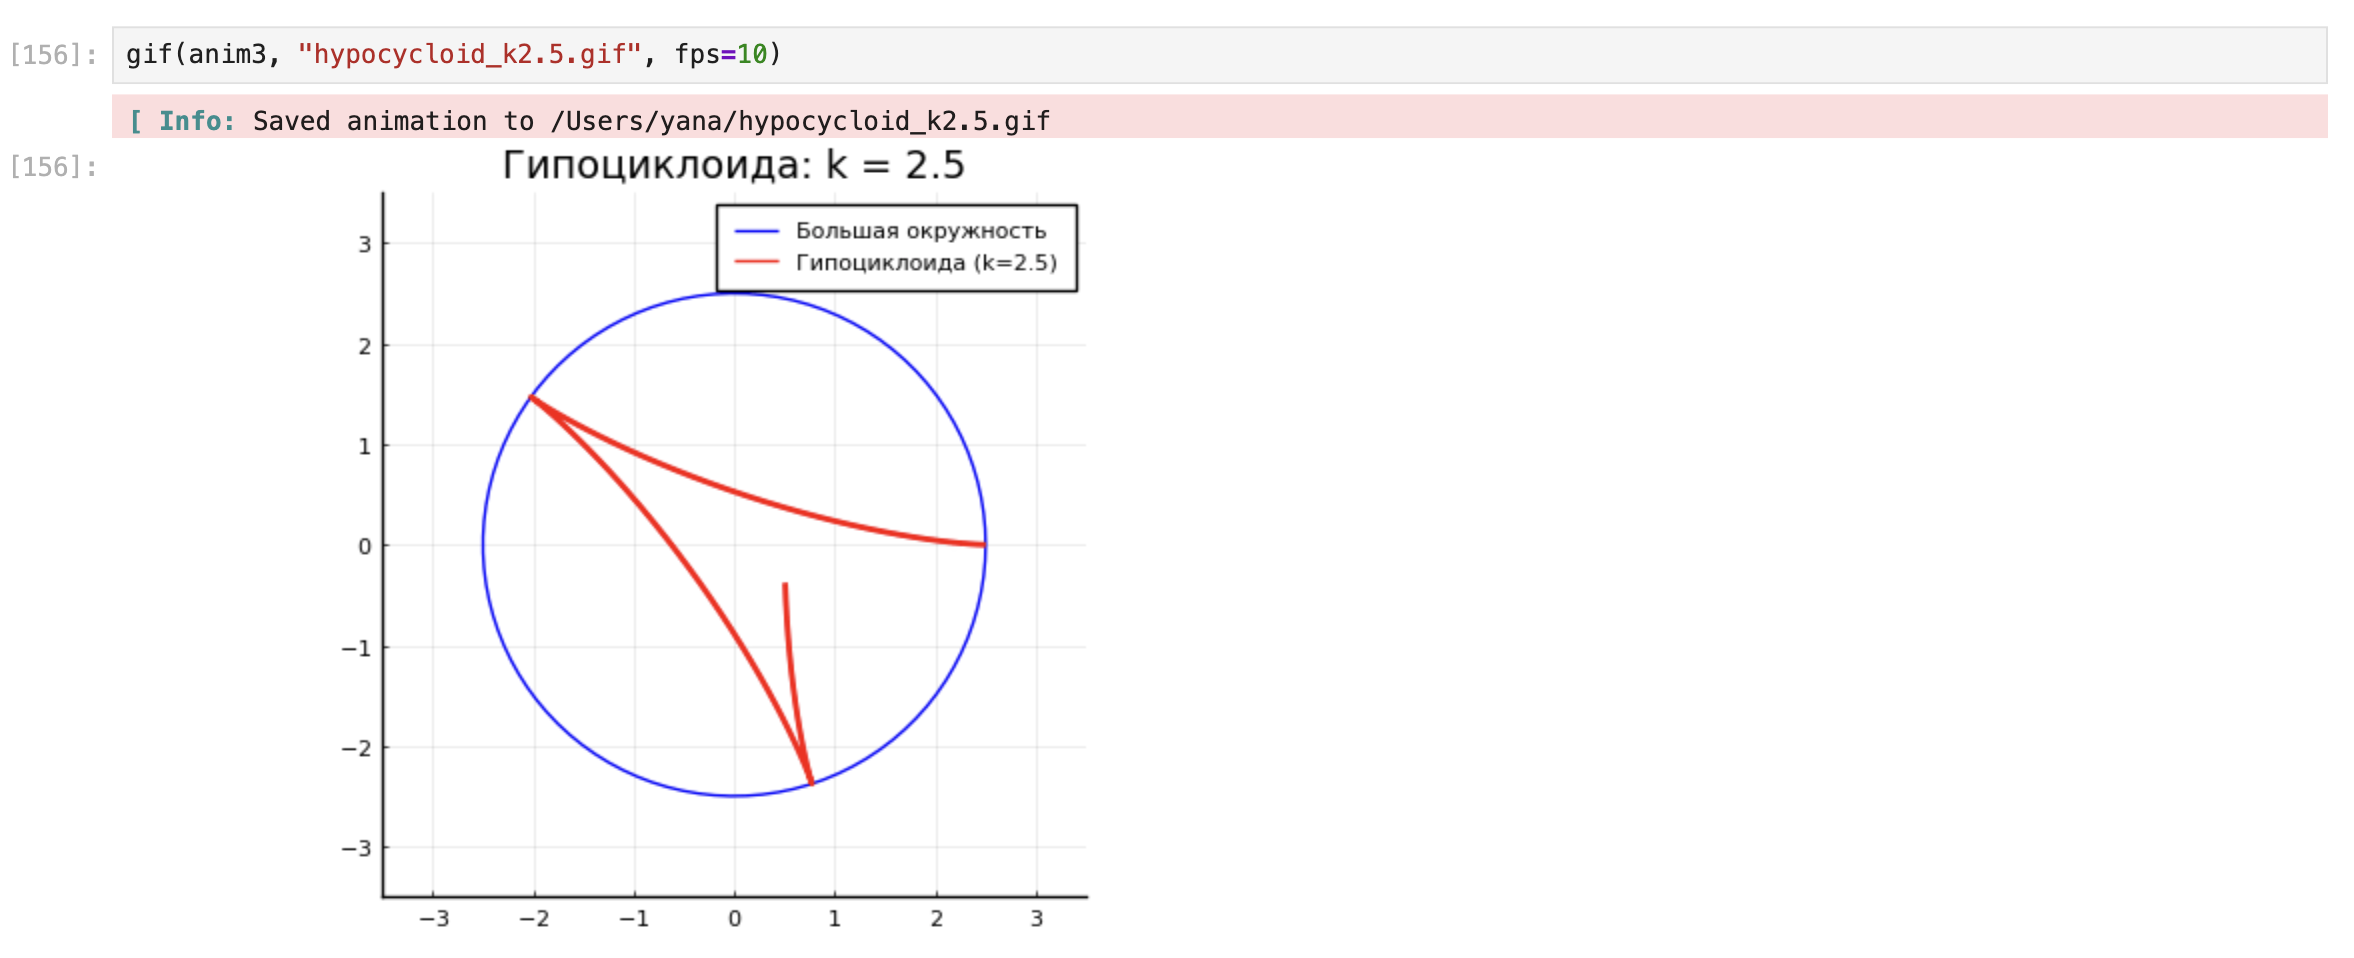 [156]: gif(anim3, "hypocycloid_k2.5.gif", fps=10)
[ Info: Saved animation to /Users/yana/hypocycloid_k2.5.gif
[156]:
Гипоциклоида: k = 2.5
Большая окружность
Гипоциклоида (k=2.5)
3
2
1
0
−1
−2
−3
−3 −2 −1 0 1 2 3